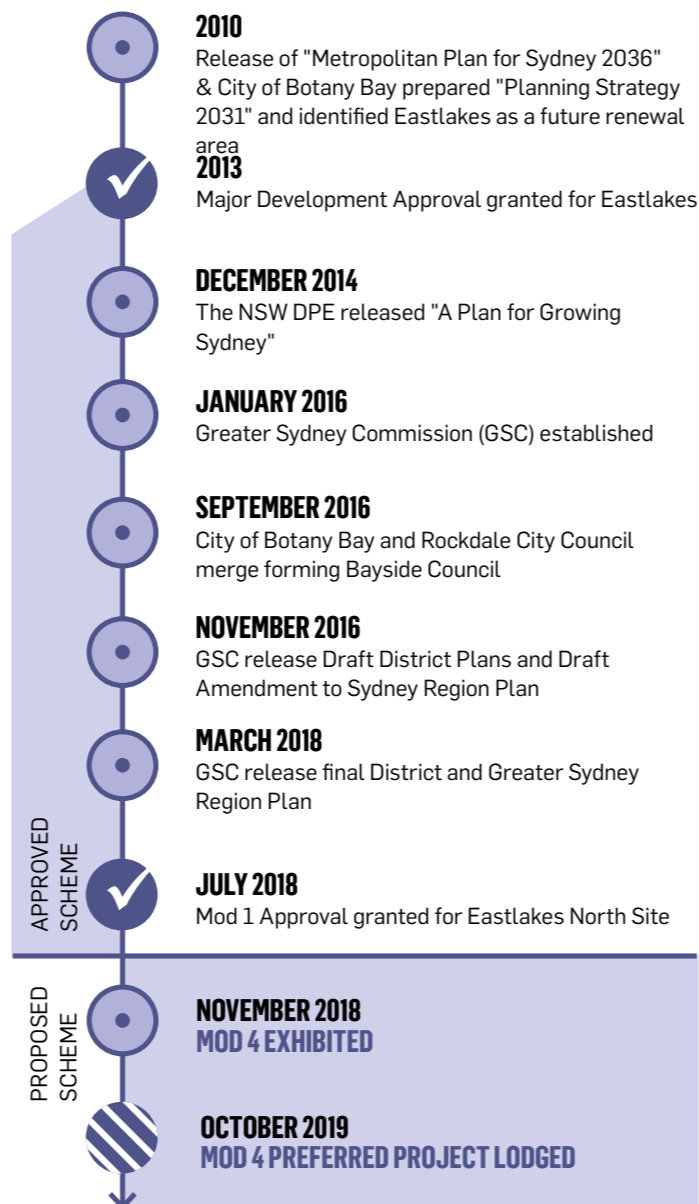 2010
Release of "Metropolitan Plan for Sydney 2036"
& City of Botany Bay prepared "Planning Strategy
2031" and identified Eastlakes as a future renewal
area
2013
Major Development Approval granted for Eastlakes
DECEMBER 2014
The NSW DPE released "A Plan for Growing
Sydney"
JANUARY 2016
Greater Sydney Commission (GSC) established
SEPTEMBER 2016
City of Botany Bay and Rockdale City Council
merge forming Bayside Council
NOVEMBER 2016
GSC release Draft District Plans and Draft
Amendment to Sydney Region Plan
MARCH 2018
GSC release final District and Greater Sydney
Region Plan
APPROVED
SCHEME
JULY 2018
Mod 1 Approval granted for Eastlakes North Site
PROPOSED
SCHEME
NOVEMBER 2018
MOD 4 EXHIBITED
OCTOBER 2019
MOD 4 PREFERRED PROJECT LODGED